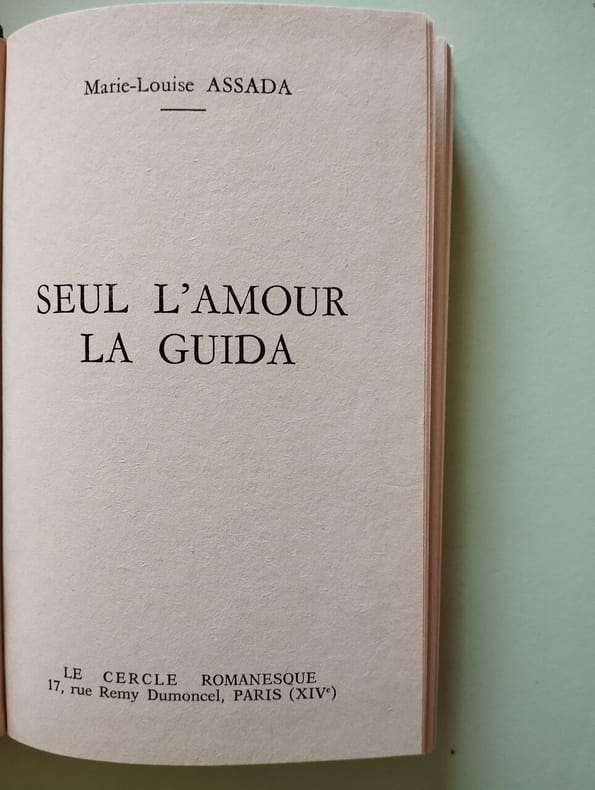 Marie-Louise ASSADA
SEUL L'AMOUR
LA GUIDA
LE CERCLE ROMANESQUE
17, rue Remy Dumoncel, PARIS (XIVᵉ)